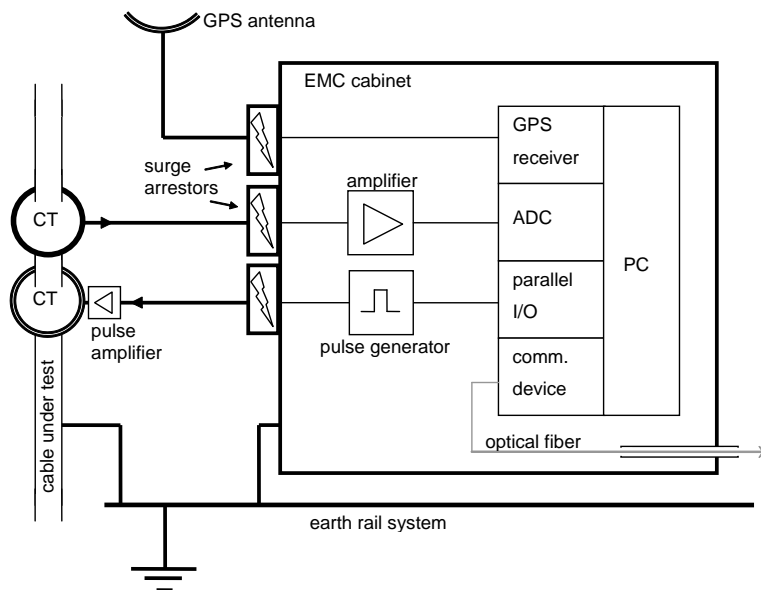 GPS antenna
EMC cabinet
GPS
receiver
surge
arrestors
amplifier
CT
ADC
PC
CT
parallel
I/O
pulse
amplifier
pulse generator
comm.
device
cable under test
optical fiber
earth rail system